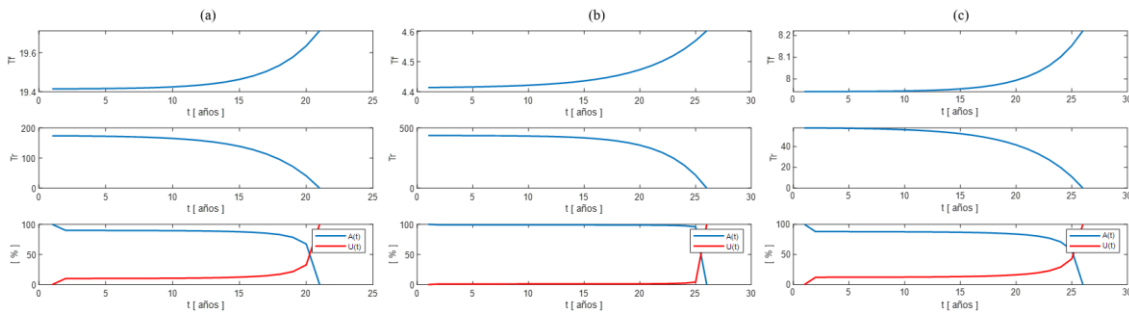 (a)
19.6
19.4
Tf
0 5 10 15 20 25
t [ años ]
200
100
0
Tr
0 5 10 15 20 25
t [ años ]
100
50
0
[ % ]
A(t)
U(t)
0 5 10 15 20 25
t [ años ]
(b)
4.6
4.5
4.4
Tf
0 5 10 15 20 25 30
t [ años ]
500
0
Tr
0 5 10 15 20 25 30
t [ años ]
100
50
0
[ % ]
A(t)
U(t)
0 5 10 15 20 25 30
t [ años ]
(c)
8.2
8.1
8
Tf
0 5 10 15 20 25 30
t [ años ]
40
20
0
Tr
0 5 10 15 20 25 30
t [ años ]
100
50
0
[ % ]
A(t)
U(t)
0 5 10 15 20 25 30
t [ años ]